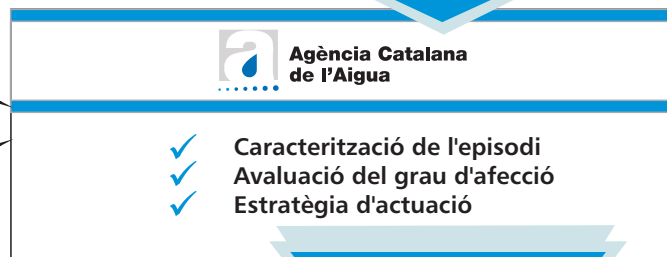 Agència Catalana
de l'Aigua
Caracterització de l'episodi
Avaluació del grau d'afecció
Estratègia d'actuació